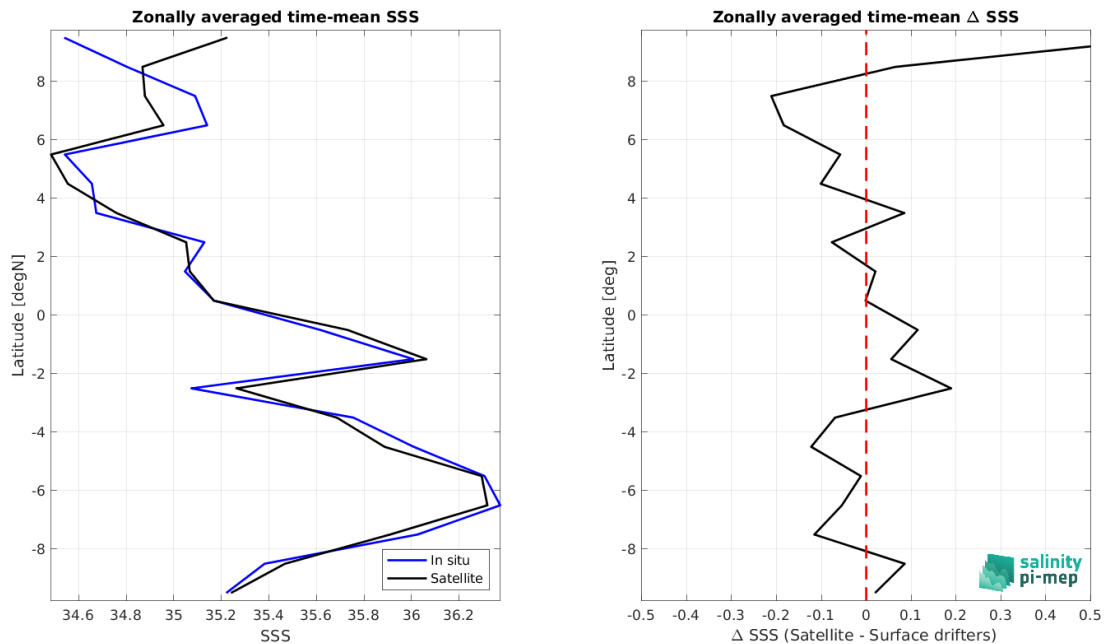 Zonally averaged time-mean SSS
8
6
4
2
0
-2
-4
-6
-8
Latitude [degN]
34.6 34.8 35 35.2 35.4 35.6 35.8 36 36.2
SSS
In situ
Satellite
Zonally averaged time-mean Δ SSS
8
6
4
2
0
-2
-4
-6
-8
Latitude [deg]
-0.5 -0.4 -0.3 -0.2 -0.1 0 0.1 0.2 0.3 0.4 0.5
Δ SSS (Satellite - Surface drifters)
salinity
pi-mep